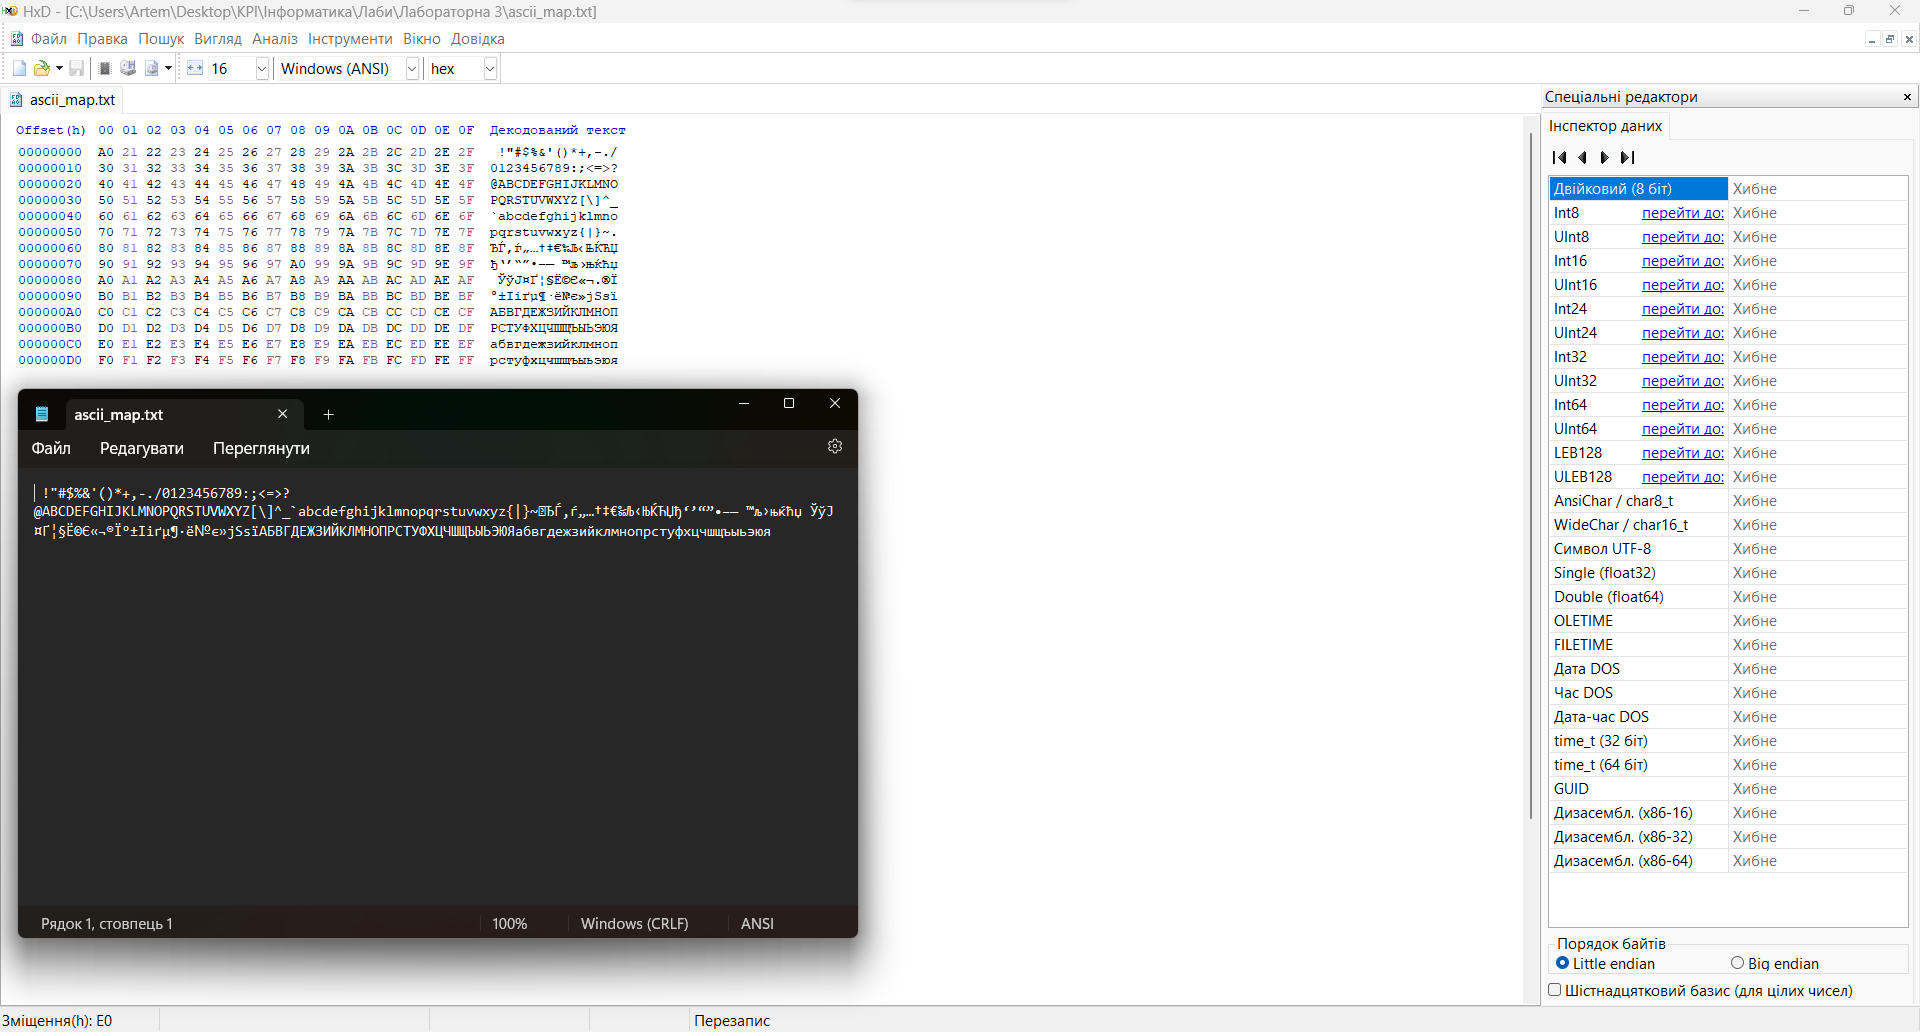 HxD - [C:\Users\Artem\Desktop\KPI\Інформатика\Лаби\Лабораторна 3\ascii_map.txt]
Файл Правка Пошук Вигляд Аналіз Інструменти Вікно Довідка
16 Windows (ANSI) hex
ascii_map.txt
Offset(h) 00 01 02 03 04 05 06 07 08 09 0A 0B 0C 0D 0E 0F Декодований текст
00000000 A0 21 22 23 24 25 26 27 28 29 2A 2B 2C 2D 2E 2F  !"#$%&'()*+,-./
00000010 30 31 32 33 34 35 36 37 38 39 3A 3B 3C 3D 3E 3F 0123456789:;<=>?
00000020 40 41 42 43 44 45 46 47 48 49 4A 4B 4C 4D 4E 4F @ABCDEFGHIJKLMNO
00000030 50 51 52 53 54 55 56 57 58 59 5A 5B 5C 5D 5E 5F PQRSTUVWXYZ[\]^_
00000040 60 61 62 63 64 65 66 67 68 69 6A 6B 6C 6D 6E 6F `abcdefghijklmno
00000050 70 71 72 73 74 75 76 77 78 79 7A 7B 7C 7D 7E 7F pqrstuvwxyz{|}~.
00000060 80 81 82 83 84 85 86 87 88 89 8A 8B 8C 8D 8E 8F ЂЃ‚ѓ„…†‡€‰Љ‹ЊЌЋЏ
00000070 90 91 92 93 94 95 96 97 A0 99 9A 9B 9C 9D 9E 9F ђ‘’“”•–— ™љ›њќћџ
00000080 A0 A1 A2 A3 A4 A5 A6 A7 A8 A9 AA AB AC AD AE AF  ЎўЈ¤Ґ¦§Ё©Є«¬.®Ї
00000090 B0 B1 B2 B3 B4 B5 B6 B7 B8 B9 BA BB BC BD BE BF °±Ііґµ¶·ё№є»јЅѕї
000000A0 C0 C1 C2 C3 C4 C5 C6 C7 C8 C9 CA CB CC CD CE CF АБВГДЕЖЗИЙКЛМНОП
000000B0 D0 D1 D2 D3 D4 D5 D6 D7 D8 D9 DA DB DC DD DE DF РСТУФХЦЧШЩЪЫЬЭЮЯ
000000C0 E0 E1 E2 E3 E4 E5 E6 E7 E8 E9 EA EB EC ED EE EF абвгдежзийклмноп
000000D0 F0 F1 F2 F3 F4 F5 F6 F7 F8 F9 FA FB FC FD FE FF рстуфхцчшщъыьэюя
ascii_map.txt
Файл Редагувати Переглянути
 !"#$%&'()*+,-./0123456789:;<=>?
@ABCDEFGHIJKLMNOPQRSTUVWXYZ[\]^_`abcdefghijklmnopqrstuvwxyz{|}~ЂЃ‚ѓ„…†‡€‰Љ‹ЊЌЋЏђ‘’“”•–— ™љ›њќћџ ЎўЈ
¤Ґ¦§Ё©Є«¬®Ї°±Ііґµ¶·ё№є»јЅѕїАБВГДЕЖЗИЙКЛМНОПРСТУФХЦЧШЩЪЫЬЭЮЯабвгдежзийклмнопрстуфхцчшщъыьэюя
Рядок 1, стовпець 1 100% Windows (CRLF) ANSI
Спеціальні редактори
Інспектор даних
Двійковий (8 біт) Хибне
Int8 перейти до: Хибне
UInt8 перейти до: Хибне
Int16 перейти до: Хибне
UInt16 перейти до: Хибне
Int24 перейти до: Хибне
UInt24 перейти до: Хибне
Int32 перейти до: Хибне
UInt32 перейти до: Хибне
Int64 перейти до: Хибне
UInt64 перейти до: Хибне
LEB128 перейти до: Хибне
ULEB128 перейти до: Хибне
AnsiChar / char8_t Хибне
WideChar / char16_t Хибне
Символ UTF-8 Хибне
Single (float32) Хибне
Double (float64) Хибне
OLETIME Хибне
FILETIME Хибне
Дата DOS Хибне
Час DOS Хибне
Дата-час DOS Хибне
time_t (32 біт) Хибне
time_t (64 біт) Хибне
GUID Хибне
Дизасембл. (x86-16) Хибне
Дизасембл. (x86-32) Хибне
Дизасембл. (x86-64) Хибне
Порядок байтів
Little endian Big endian
Шістнадцятковий базис (для цілих чисел)
Зміщення(h): E0 Перезапис